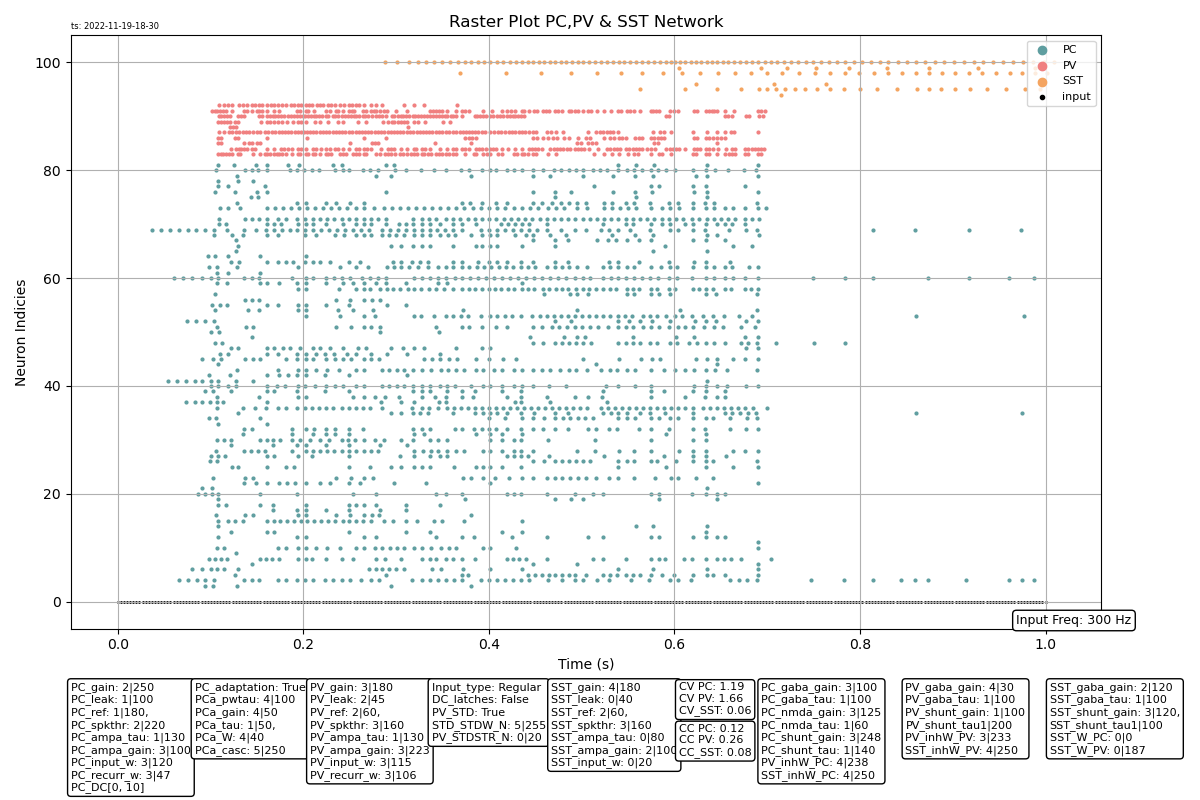 ts: 2022-11-19-18-30
Raster Plot PC,PV & SST Network
PC
PV
SST
input
Neuron Indicies
100
80
60
40
20
0
0.0
0.2
0.4
0.6
0.8
1.0
Time (s)
Input Freq: 300 Hz
PC_gain: 2|250
PC_leak: 1|100
PC_ref: 1|180,
PC_spkthr: 2|220
PC_ampa_tau: 1|130
PC_ampa_gain: 3|100
PC_input_w: 3|120
PC_recurr_w: 3|47
PC_DC[0, 10]
PC_adaptation: True
PCa_pwtau: 4|100
PCa_gain: 4|50
PCa_tau: 1|50,
PCa_W: 4|40
PCa_casc: 5|250
PV_gain: 3|180
PV_leak: 2|45
PV_ref: 2|60,
PV_spkthr: 3|160
PV_ampa_tau: 1|130
PV_ampa_gain: 3|223
PV_input_w: 3|115
PV_recurr_w: 3|106
Input_type: Regular
DC_latches: False
PV_STD: True
STD_STDW_N: 5|255
PV_STDSTR_N: 0|20
SST_gain: 4|180
SST_leak: 0|40
SST_ref: 2|60,
SST_spkthr: 3|160
SST_ampa_tau: 0|80
SST_ampa_gain: 2|100
SST_input_w: 0|20
CV PC: 1.19
CV PV: 1.66
CV_SST: 0.06
CC PC: 0.12
CC PV: 0.26
CC_SST: 0.08
PC_gaba_gain: 3|100
PC_gaba_tau: 1|100
PC_nmda_gain: 3|125
PC_nmda_tau: 1|60
PC_shunt_gain: 3|248
PC_shunt_tau: 1|140
PV_inhW_PC: 4|238
SST_inhW_PC: 4|250
PV_gaba_gain: 4|30
PV_gaba_tau: 1|100
PV_shunt_gain: 1|100
PV_shunt_tau1|200
PC_inhW_PV: 3|233
SST_inhW_PV: 4|250
SST_gaba_gain: 2|120
SST_gaba_tau: 1|100
SST_shunt_gain: 3|120,
SST_shunt_tau1|100
SST_W_PC: 0|0
SST_W_PV: 0|187